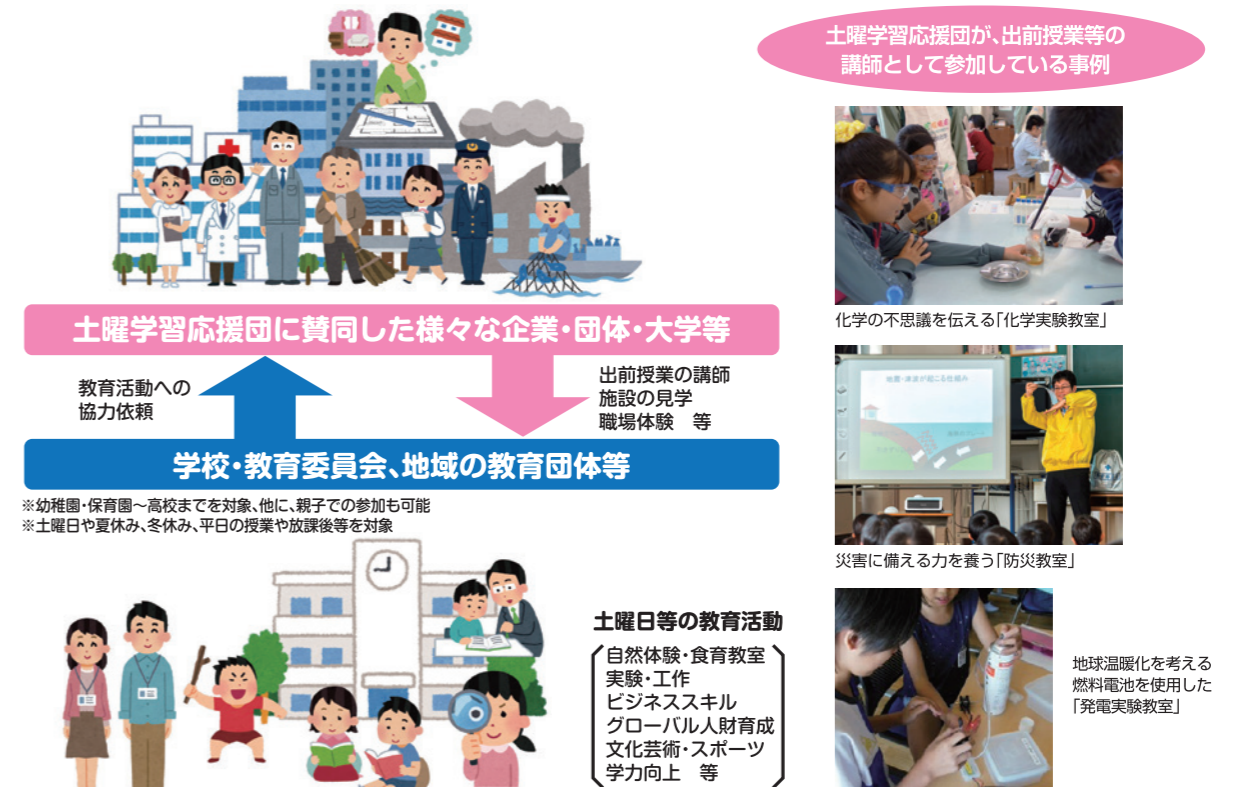 土曜学習応援団に賛同した様々な企業・団体・大学等
教育活動への
協力依頼
出前授業の講師
施設の見学
職場体験　等
学校・教育委員会、地域の教育団体等
※幼稚園・保育園～高校までを対象、他に、親子での参加も可能
※土曜日や夏休み、冬休み、平日の授業や放課後等を対象
土曜日等の教育活動
自然体験・食育教室
実験・工作
ビジネススキル
グローバル人財育成
文化芸術・スポーツ
学力向上　等
土曜学習応援団が、出前授業等の
講師として参加している事例
化学の不思議を伝える「化学実験教室」
地震・津波が起こる仕組み
災害に備える力を養う「防災教室」
地球温暖化を考える
燃料電池を使用した
「発電実験教室」